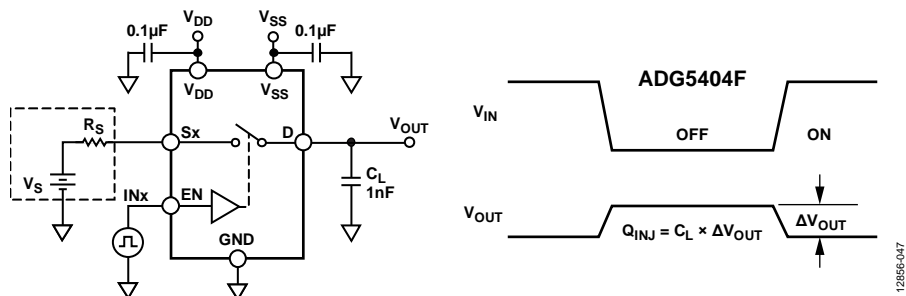 VDD
VSS
0.1µF
0.1µF
VDD
VSS
RS
Sx
D
VOUT
VS
INx
EN
CL
1nF
GND
ADG5404F
VIN
OFF
ON
VOUT
QINJ = CL × ΔVOUT
ΔVOUT
12856-047